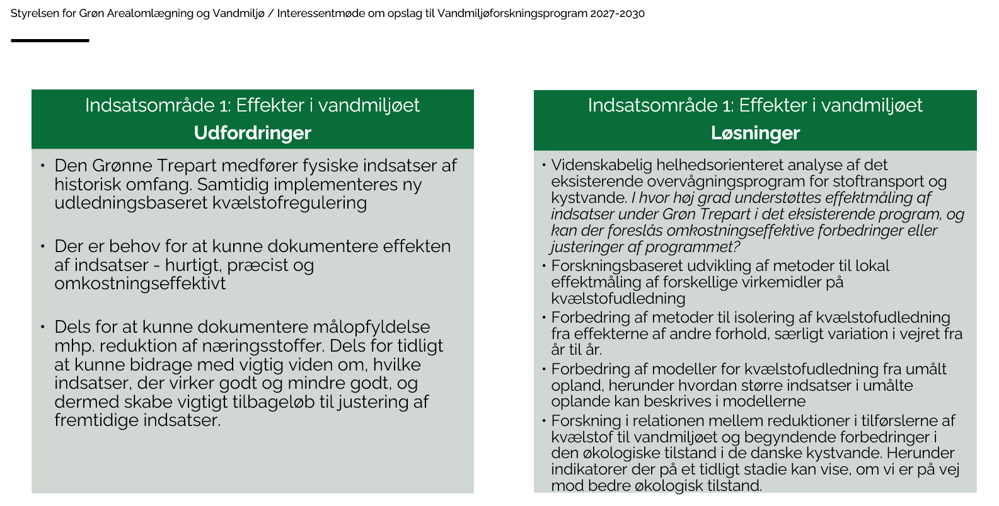 Styrelsen for Grøn Arealomlægning og Vandmiljø / Interessentmøde om opslag til Vandmiljøforskningsprogram 2027-2030
Indsatsområde 1: Effekter i vandmiljøet
Udfordringer
• Den Grønne Trepart medfører fysiske indsatser af
historisk omfang. Samtidig implementeres ny
udledningsbaseret kvælstofregulering
• Der er behov for at kunne dokumentere effekten
af indsatser - hurtigt, præcist og
omkostningseffektivt
• Dels for at kunne dokumentere målopfyldelse
mhp. reduktion af næringsstoffer. Dels for tidligt
at kunne bidrage med vigtig viden om, hvilke
indsatser, der virker godt og mindre godt, og
dermed skabe vigtigt tilbageløb til justering af
fremtidige indsatser.
Indsatsområde 1: Effekter i vandmiljøet
Løsninger
• Videnskabelig helhedsorienteret analyse af det
eksisterende overvågningsprogram for stoftransport og
kystvande. I hvor høj grad understøttes effektmåling af
indsatser under Grøn Trepart i det eksisterende program, og
kan der foreslås omkostningseffektive forbedringer eller
justeringer af programmet?
• Forskningsbaseret udvikling af metoder til lokal
effektmåling af forskellige virkemidler på
kvælstofudledning
• Forbedring af metoder til isolering af kvælstofudledning
fra effekterne af andre forhold, særligt variation i vejret fra
år til år.
• Forbedring af modeller for kvælstofudledning fra umålt
opland, herunder hvordan større indsatser i umålte
oplande kan beskrives i modellerne
• Forskning i relationen mellem reduktioner i tilførslerne af
kvælstof til vandmiljøet og begyndende forbedringer i
den økologiske tilstand i de danske kystvande. Herunder
indikatorer der på et tidligt stadie kan vise, om vi er på vej
mod bedre økologisk tilstand.